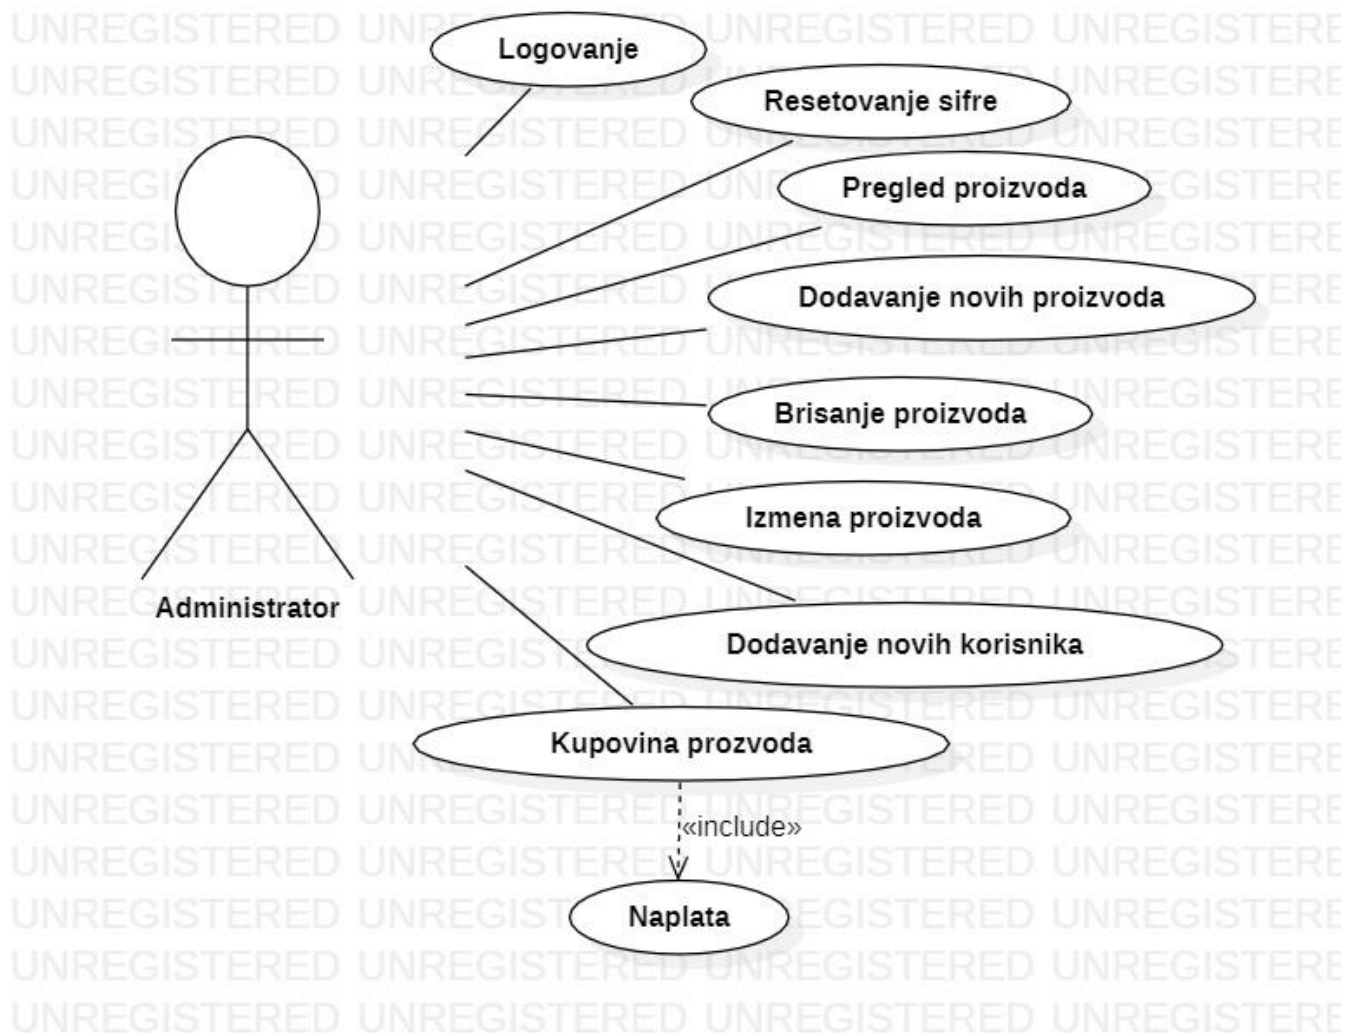 Logovanje
Resetovanje sifre
Pregled proizvoda
Dodavanje novih proizvoda
Brisanje proizvoda
Izmena proizvoda
Administrator
Dodavanje novih korisnika
Kupovina prozvoda
«include»
Naplata
UNREGISTERED